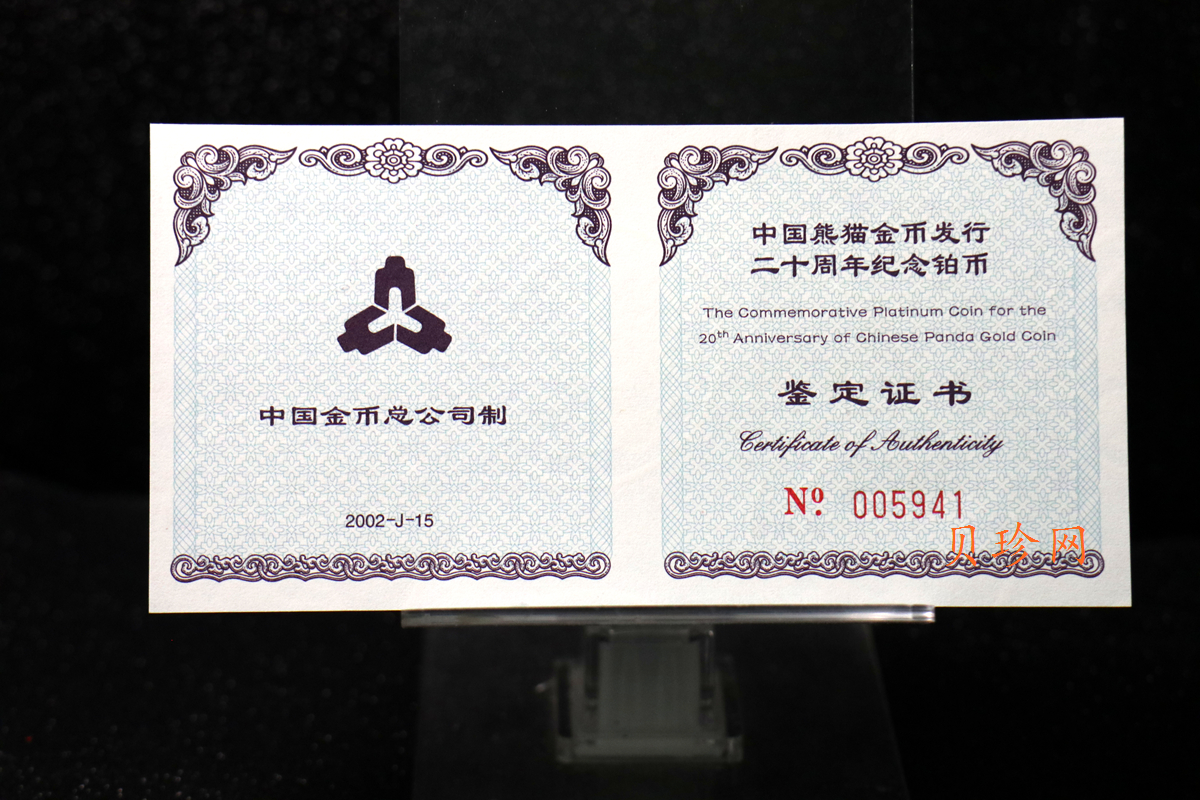 中国金币总公司制
2002-J-15
中国熊猫金币发行
二十周年纪念铂币
The Commemorative Platinum Coin for the
20th Anniversary of Chinese Panda Gold Coin
鉴定证书
Certificate of Authenticity
Nº. 005941
贝珍网